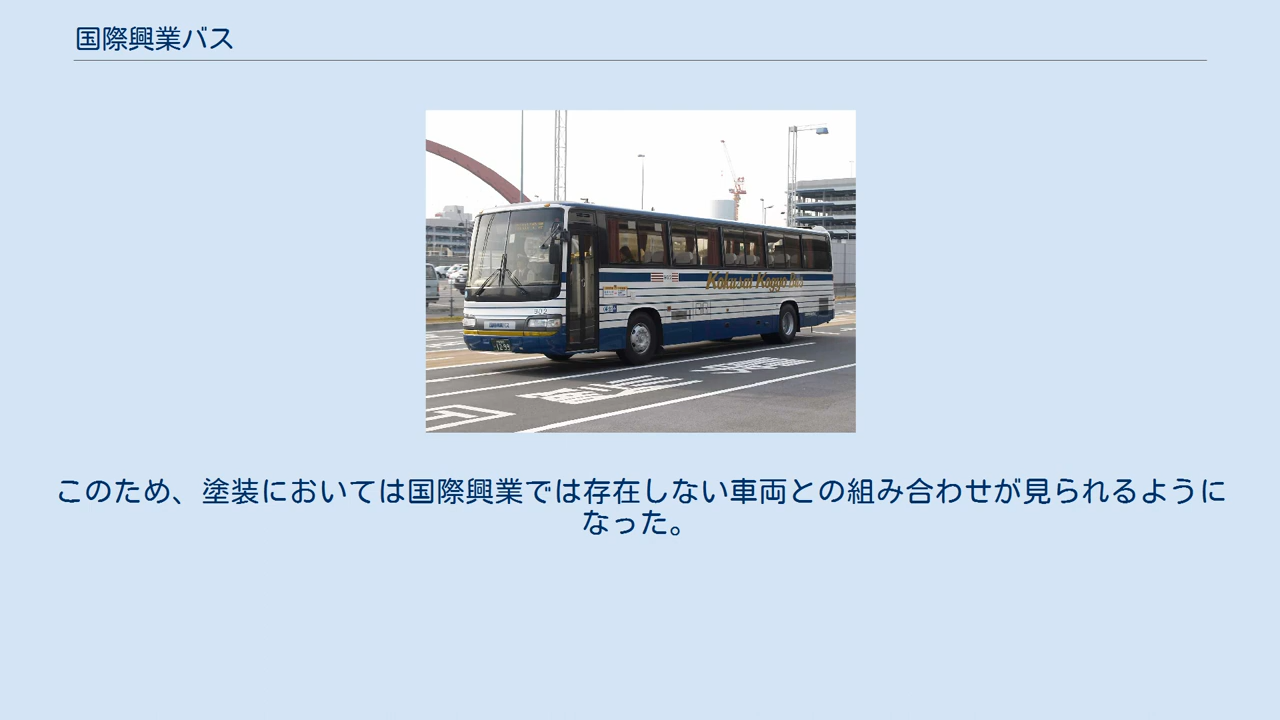 国際興業バス
Kokusai Kogyo Bus
このため、塗装においては国際興業では存在しない車両との組み合わせが見られるように
なった。